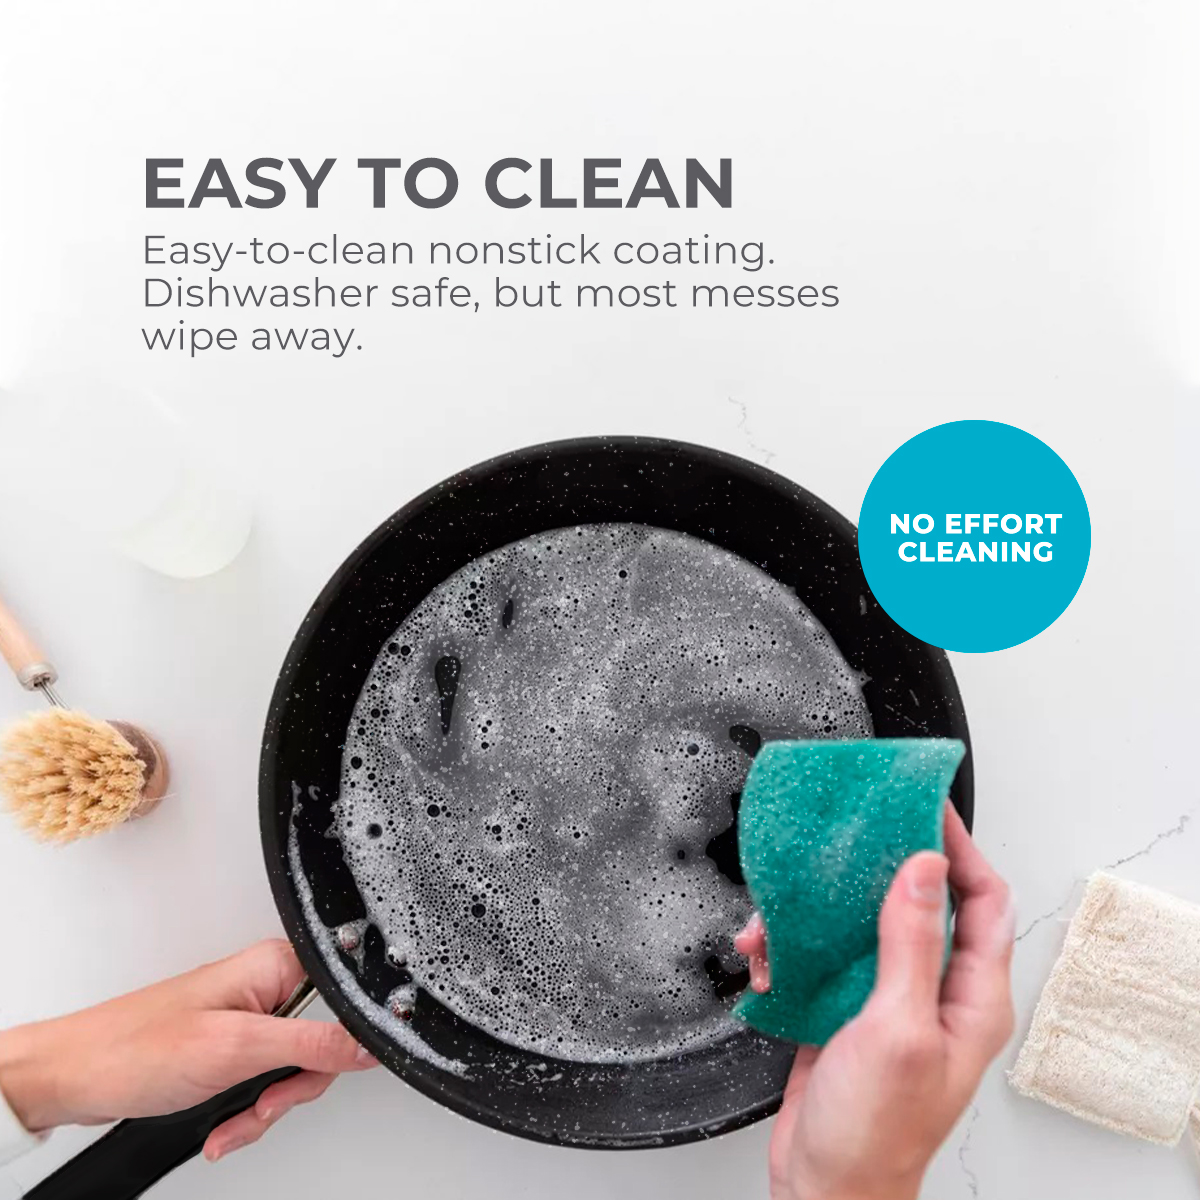 EASY TO CLEAN
Easy-to-clean nonstick coating.
Dishwasher safe, but most messes
wipe away.
NO EFFORT
CLEANING